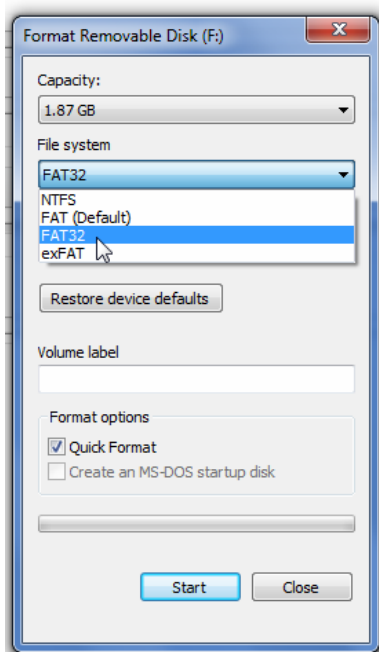 Format Removable Disk (F:)
Capacity:
1.87 GB
File system
FAT32
NTFS
FAT (Default)
FAT32
exFAT
Restore device defaults
Volume label
Format options
Quick Format
Create an MS-DOS startup disk
Start Close